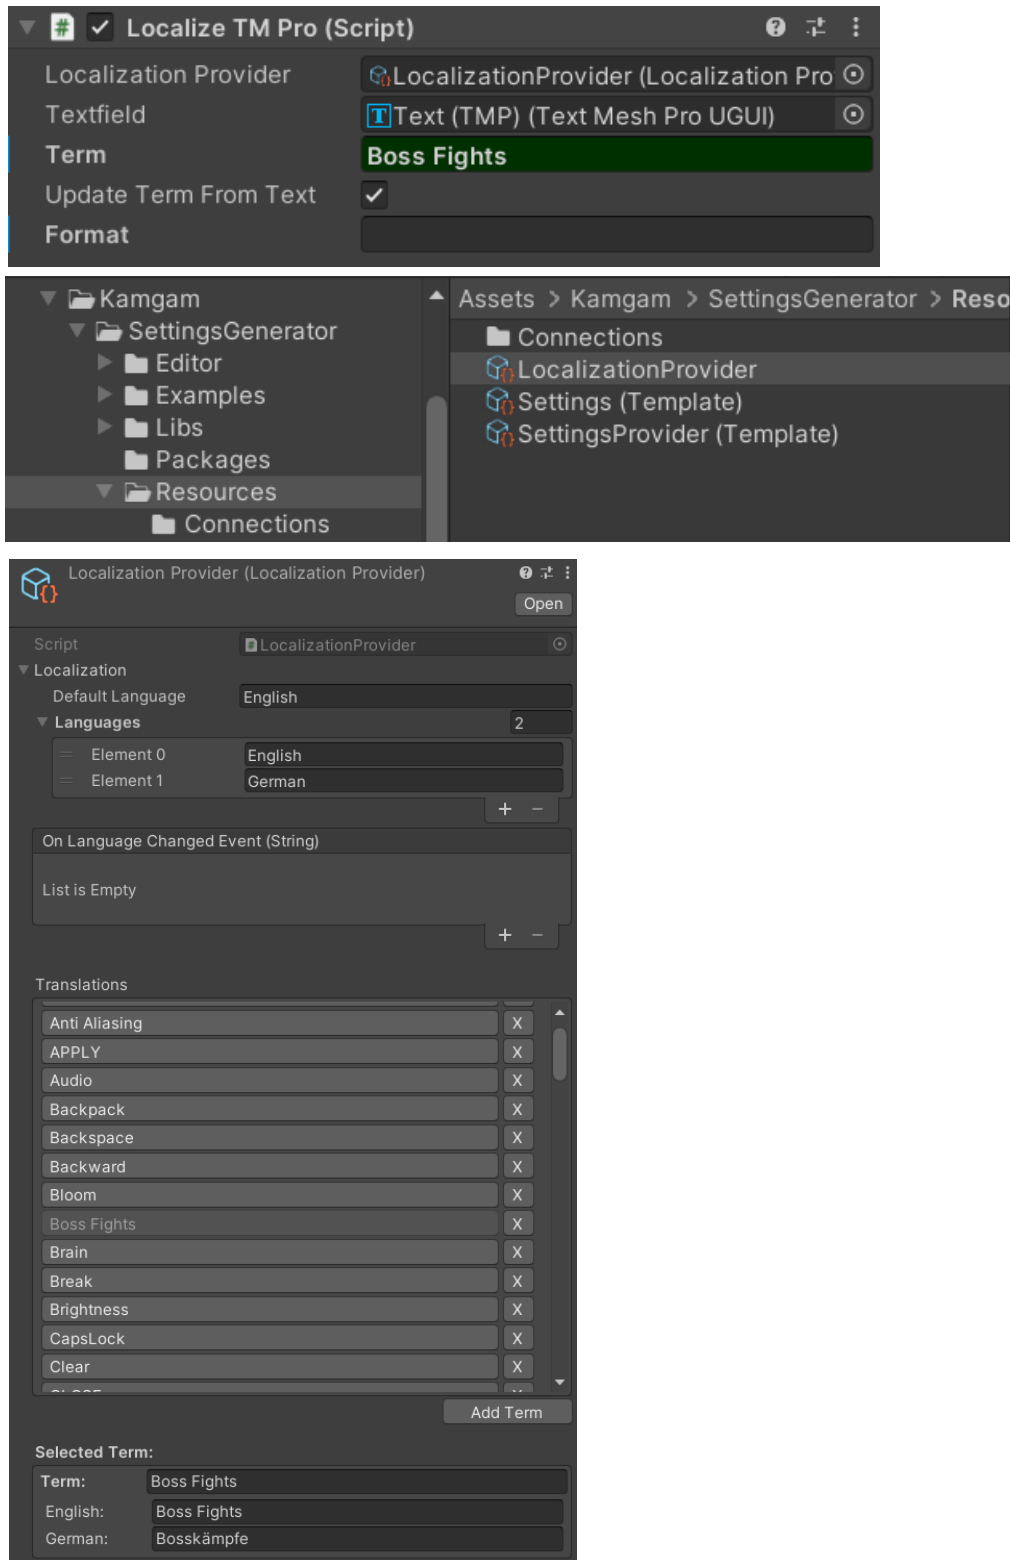 Localize TM Pro (Script)
Localization Provider
LocalizationProvider (Localization Pro
Textfield
Text (TMP) (Text Mesh Pro UGUI)
Term
Boss Fights
Update Term From Text
Format
Kamgam
SettingsGenerator
Editor
Examples
Libs
Packages
Resources
Connections
Assets > Kamgam > SettingsGenerator > Reso
Connections
LocalizationProvider
Settings (Template)
SettingsProvider (Template)
Localization Provider (Localization Provider)
Open
Script
LocalizationProvider
Localization
Default Language
English
Languages
2
Element 0
English
Element 1
German
On Language Changed Event (String)
List is Empty
Translations
Anti Aliasing X
APPLY X
Audio X
Backpack X
Backspace X
Backward X
Bloom X
Boss Fights X
Brain X
Break X
Brightness X
CapsLock X
Clear X
Add Term
Selected Term:
Term: Boss Fights
English: Boss Fights
German: Bosskämpfe